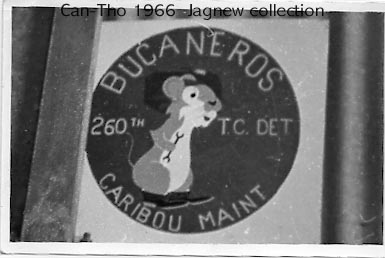 Can-Tho 1966 -Jagnew collection
BUCANEROS
260TH T.C. DET
CARIBOU MAINT